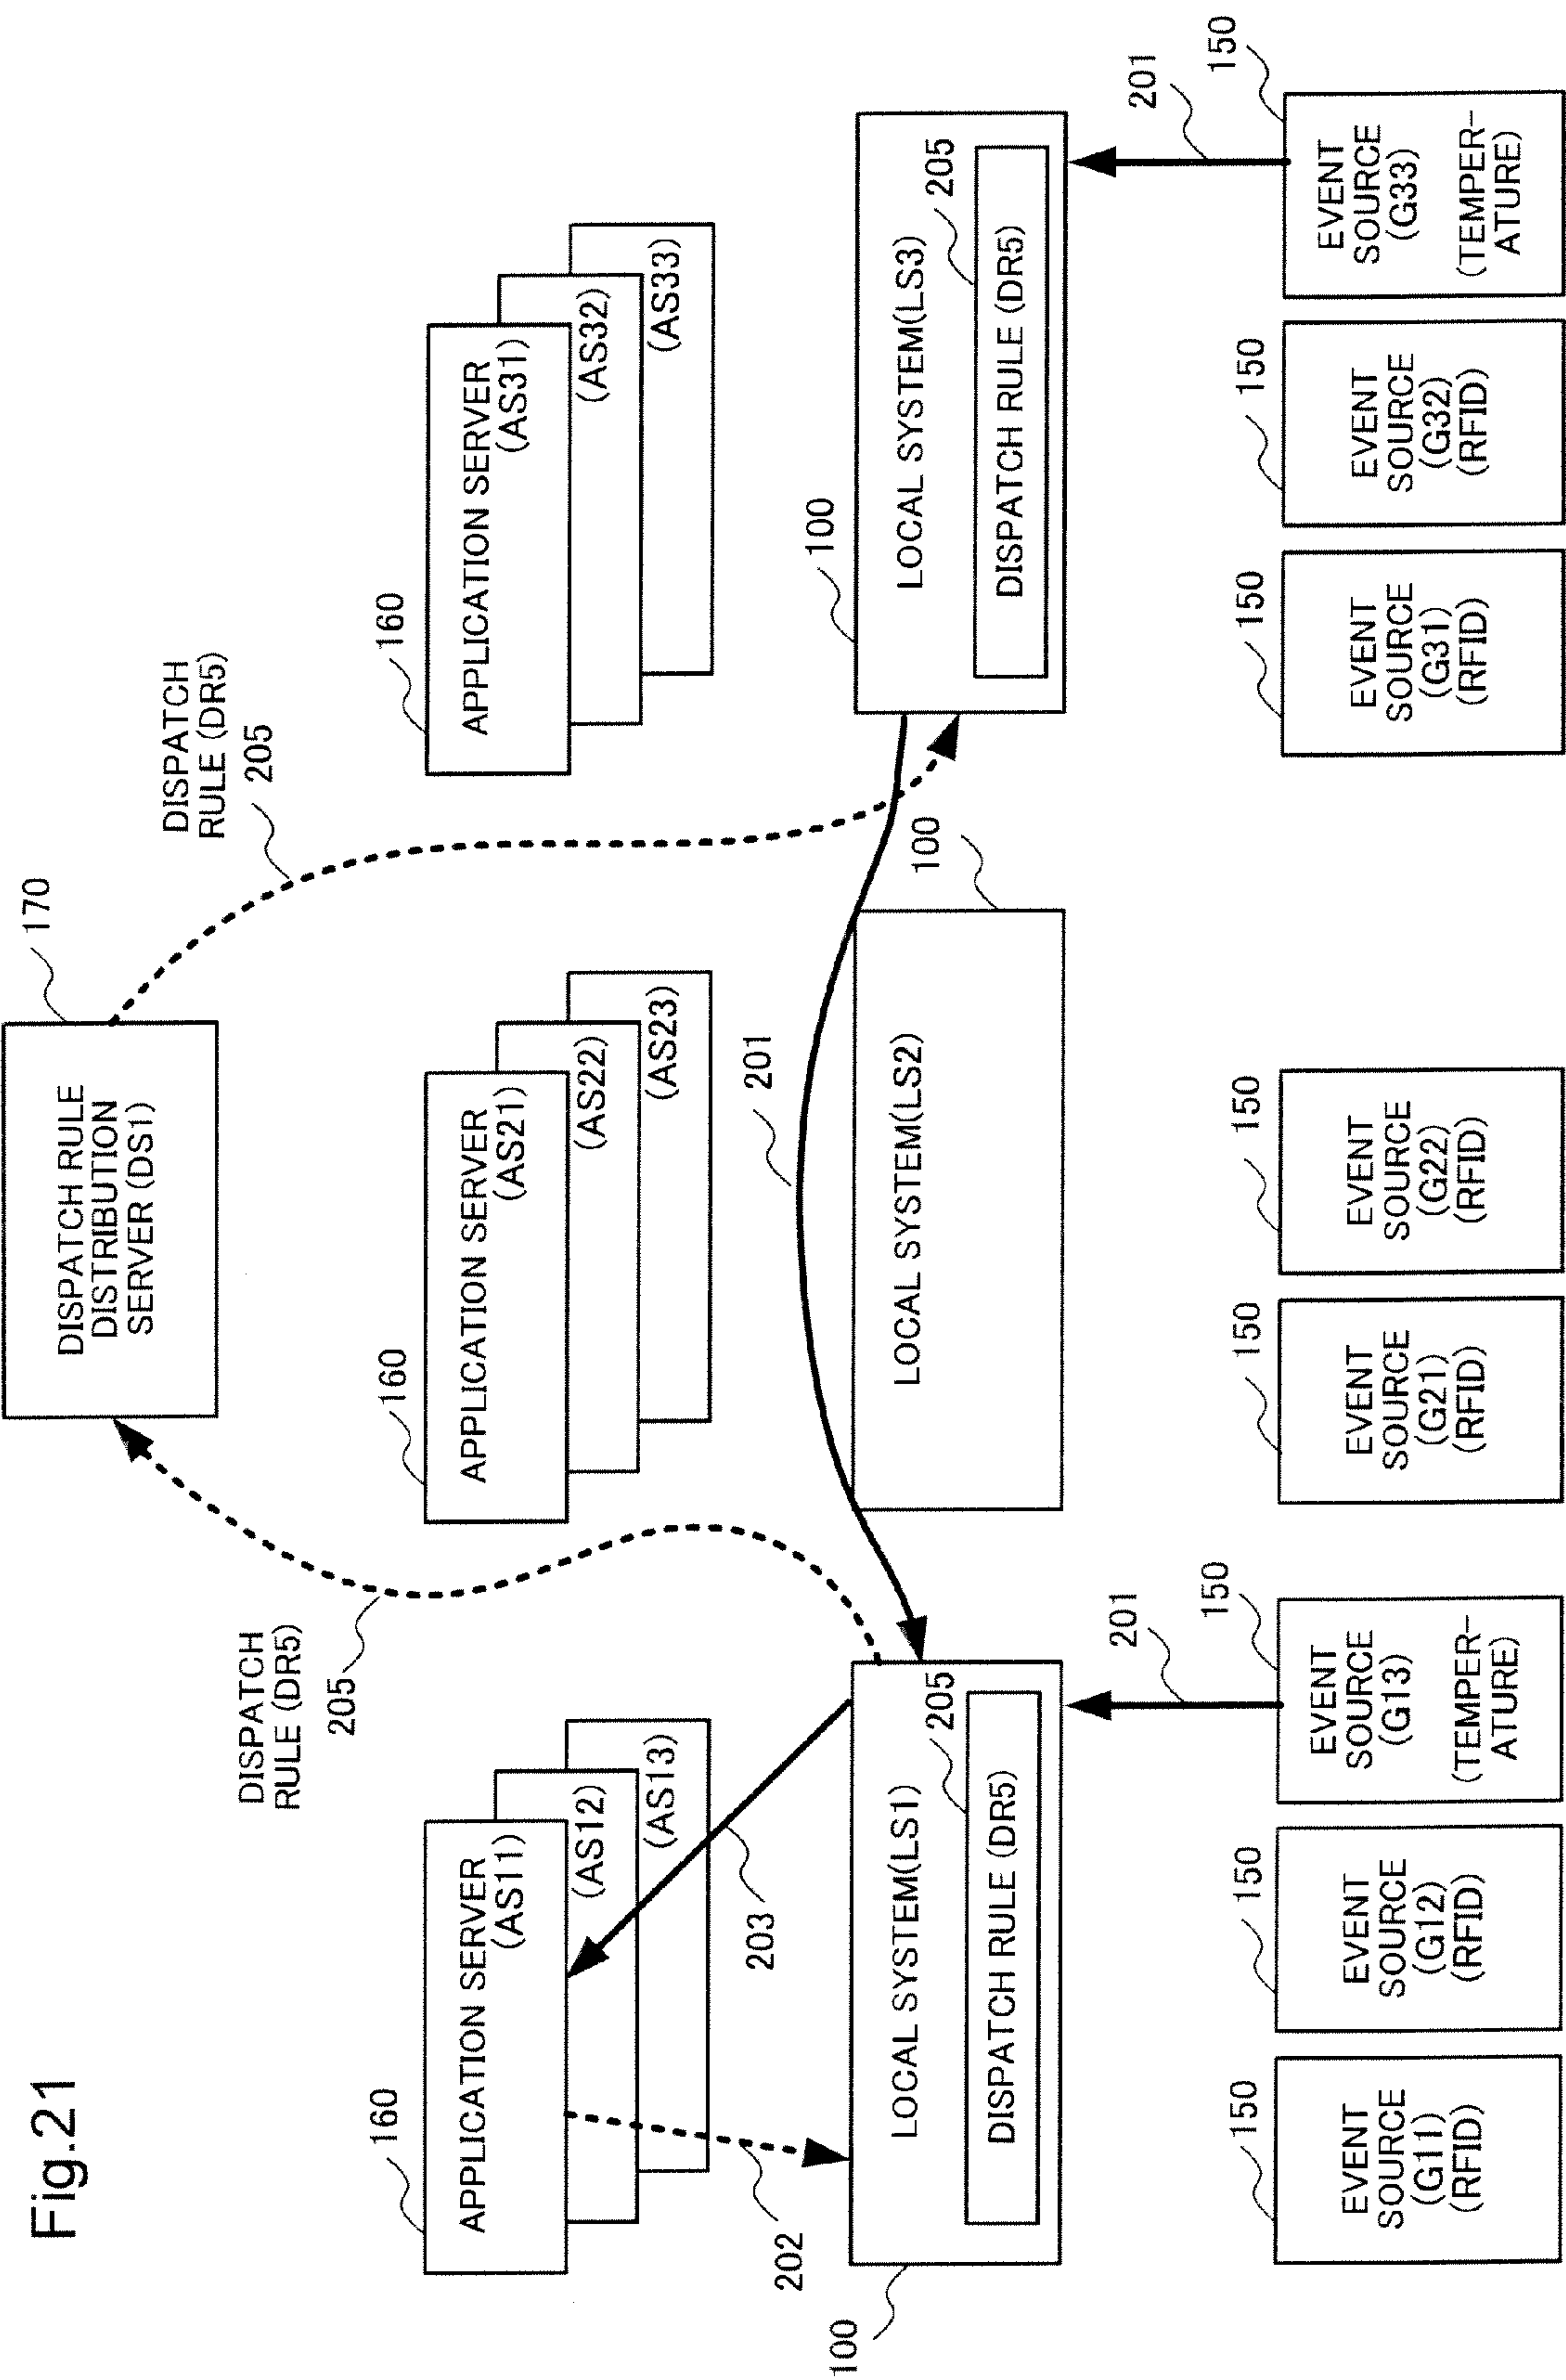 Fig.21
DISPATCH RULE
DISTRIBUTION
SERVER (DS1)
170
DISPATCH
RULE (DR5)
205
DISPATCH
RULE (DR5)
205
160
APPLICATION SERVER
(AS11)
(AS12)
(AS13)
160
APPLICATION SERVER
(AS21)
(AS22)
(AS23)
160
APPLICATION SERVER
(AS31)
(AS32)
(AS33)
202
203
201
100
LOCAL SYSTEM(LS1)
205
DISPATCH RULE (DR5)
100
LOCAL SYSTEM(LS2)
100
LOCAL SYSTEM(LS3)
205
DISPATCH RULE (DR5)
201
201
150
EVENT
SOURCE
(G11)
(RFID)
150
EVENT
SOURCE
(G12)
(RFID)
150
EVENT
SOURCE
(G13)
(TEMPER-
ATURE)
150
EVENT
SOURCE
(G21)
(RFID)
150
EVENT
SOURCE
(G22)
(RFID)
150
EVENT
SOURCE
(G31)
(RFID)
150
EVENT
SOURCE
(G32)
(RFID)
150
EVENT
SOURCE
(G33)
(TEMPER-
ATURE)